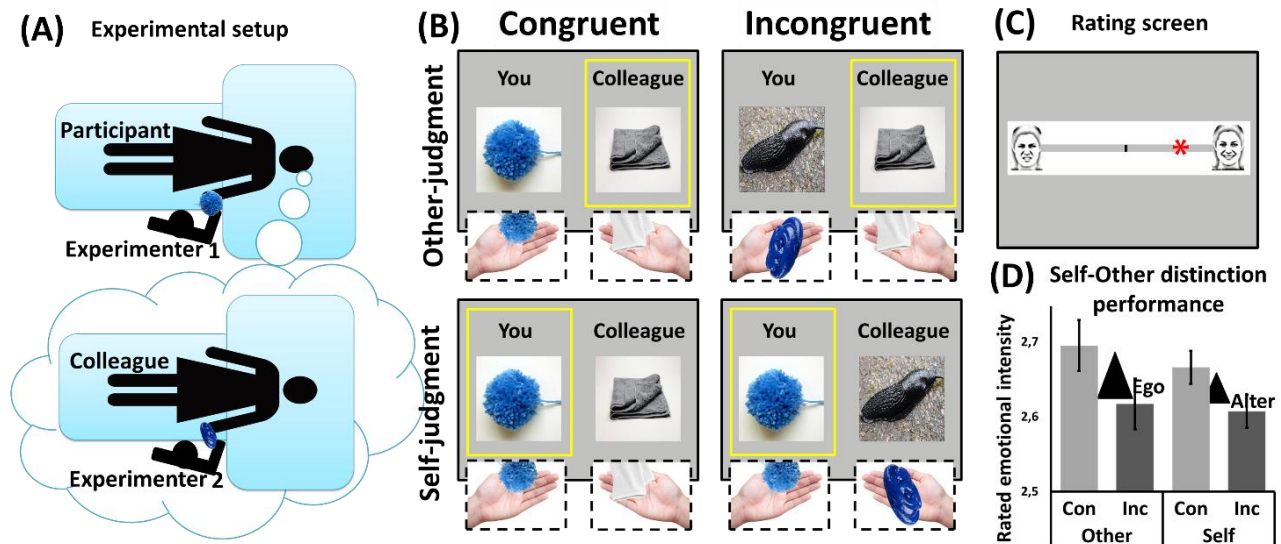 (A) Experimental setup
Participant
Experimenter 1
Colleague
Experimenter 2
(B) Congruent Incongruent
Other-judgment
You Colleague You Colleague
Self-judgment
You Colleague You Colleague
(C) Rating screen
*
(D) Self-Other distinction
performance
Rated emotional intensity
2,7
2,6
2,5
Ego
Alter
Con Inc Con Inc
Other Self